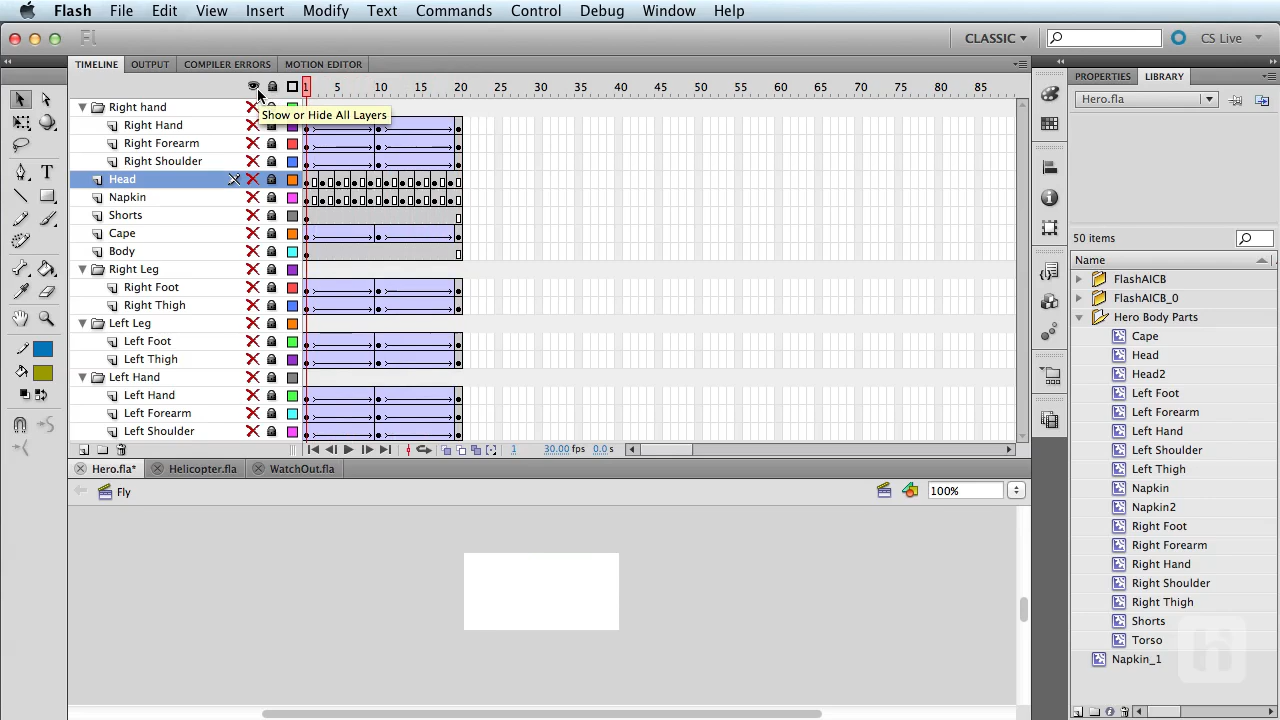 Flash File Edit View Insert Modify Text Commands Control Debug Window Help
Fl CLASSIC CS Live
TIMELINE OUTPUT COMPILER ERRORS MOTION EDITOR
PROPERTIES LIBRARY
1 5 10 15 20 25 30 35 40 45 50 55 60 65 70 75 80 85
Hero.fla
Right hand
Show or Hide All Layers
Right Hand
Right Forearm
Right Shoulder
Head
Napkin
Shorts
Cape
Body
Right Leg
Right Foot
Right Thigh
Left Leg
Left Foot
Left Thigh
Left Hand
Left Hand
Left Forearm
Left Shoulder
1 30.00 fps 0.0 s
Hero.fla* Helicopter.fla WatchOut.fla
Fly
100%
50 items
Name
FlashAICB
FlashAICB_0
Hero Body Parts
Cape
Head
Head2
Left Foot
Left Forearm
Left Hand
Left Shoulder
Left Thigh
Napkin
Napkin2
Right Foot
Right Forearm
Right Hand
Right Shoulder
Right Thigh
Shorts
Torso
Napkin_1
h